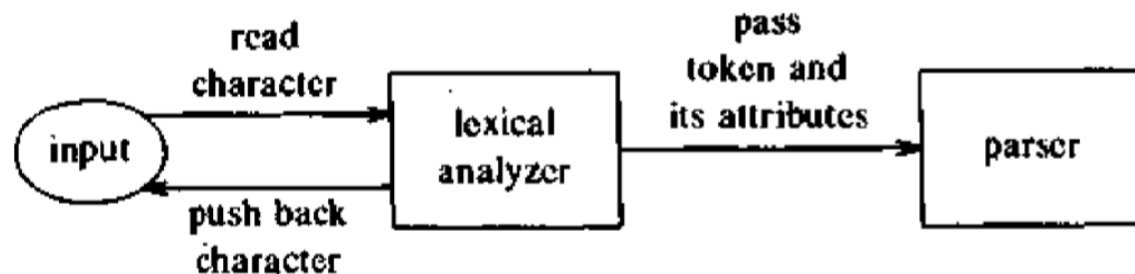 read
character
input
push back
character
lexical
analyzer
pass
token and
its attributes
parser